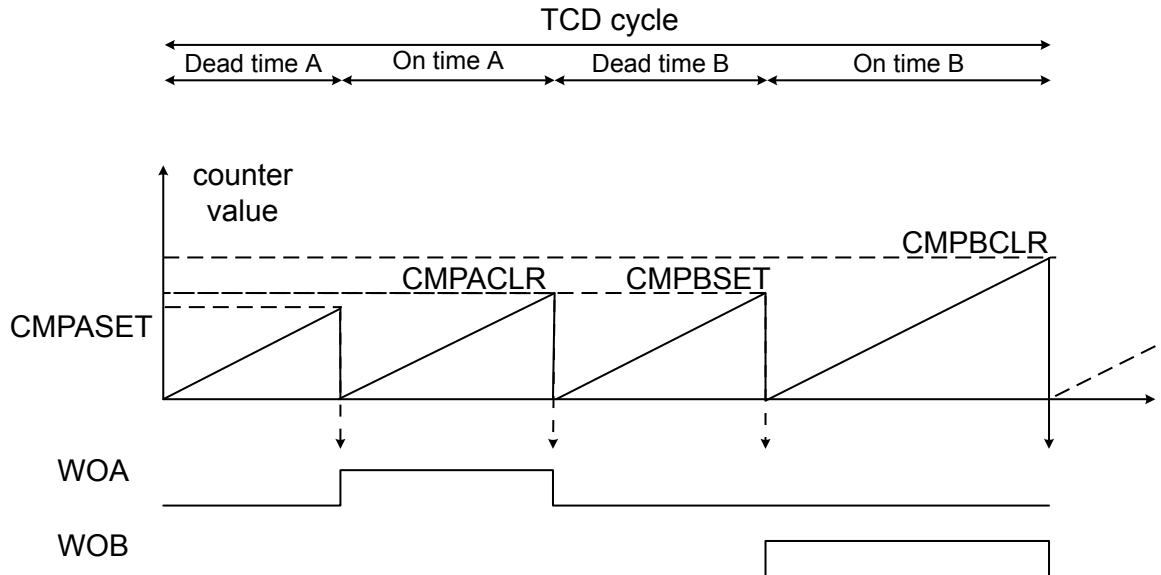 TCD cycle
Dead time A
On time A
Dead time B
On time B
counter
value
CMPBCLR
CMPACLR
CMPBSET
CMPASET
WOA
WOB